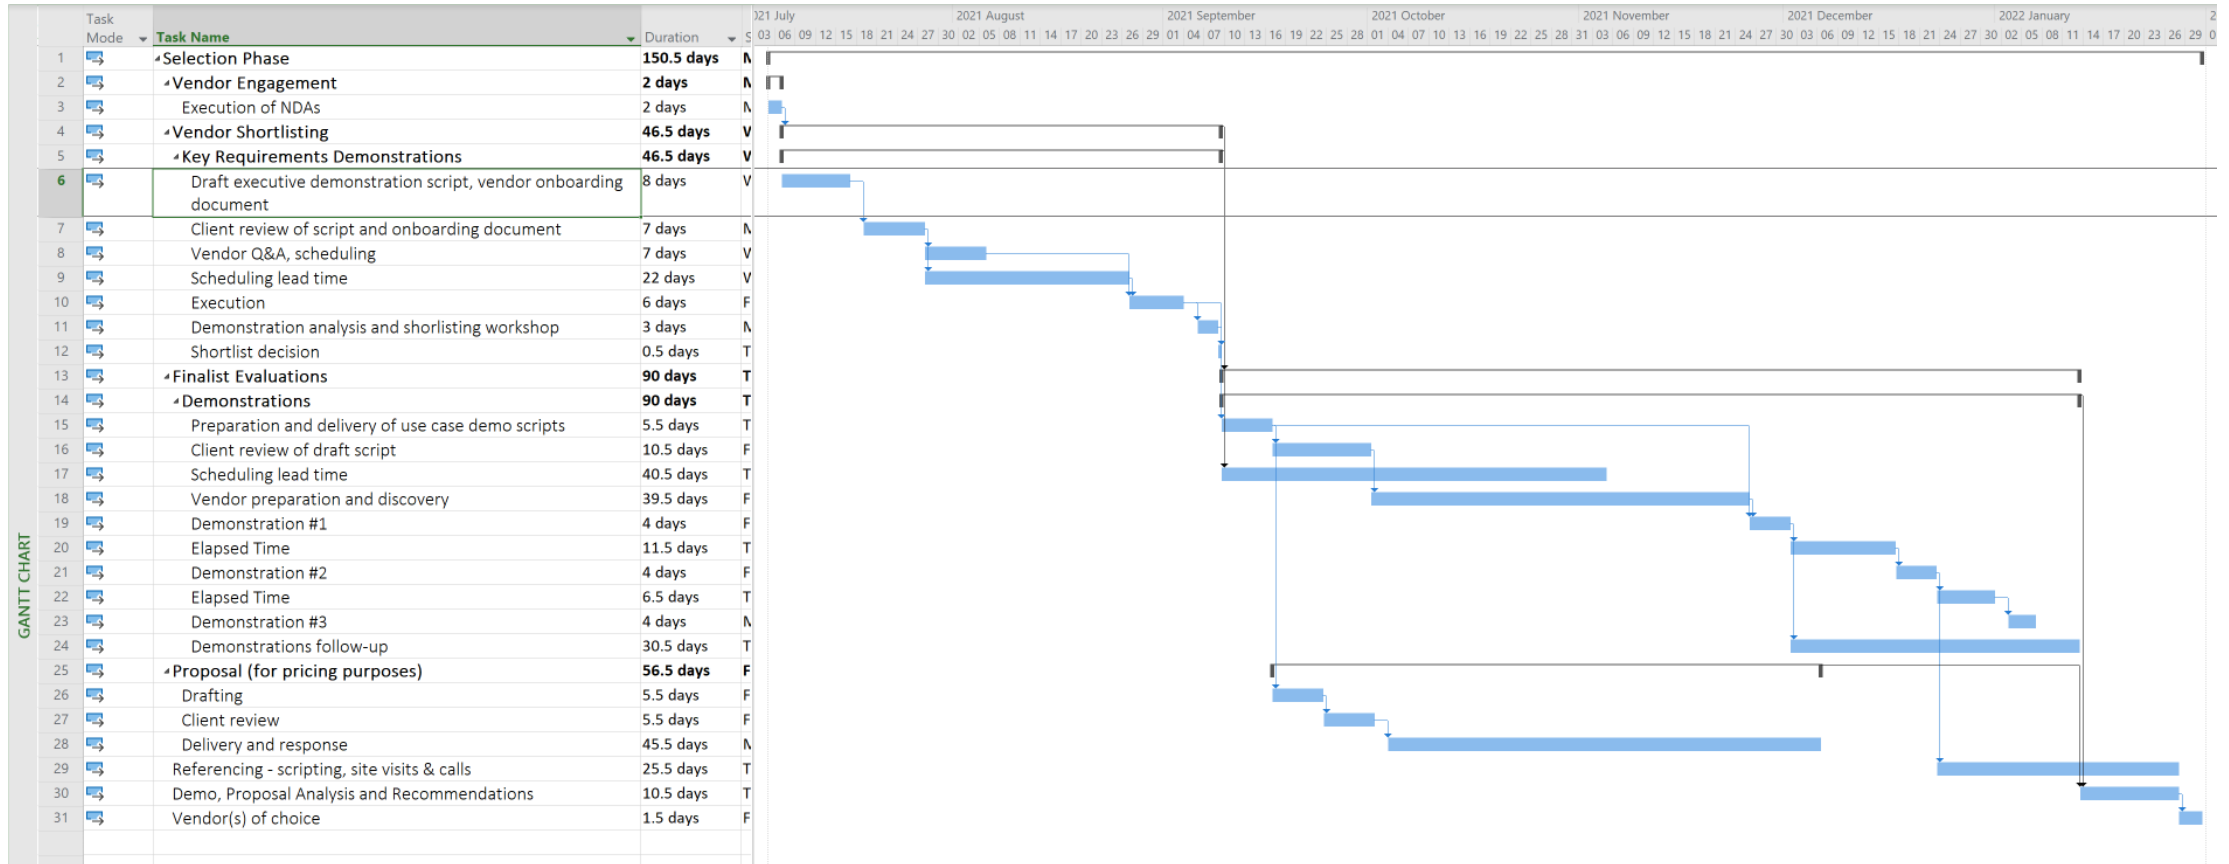 021 July 2021 August 2021 September 2021 October 2021 November 2021 December 2022 January 2
Task
Mode Task Name Duration S
03 06 09 12 15 18 21 24 27 30 02 05 08 11 14 17 20 23 26 29 01 04 07 10 13 16 19 22 25 28 01 04 07 10 13 16 19 22 25 28 31 03 06 09 12 15 18 21 24 27 30 03 06 09 12 15 18 21 24 27 30 02 05 08 11 14 17 20 23 26 29 0
1 Selection Phase 150.5 days M
2 Vendor Engagement 2 days M
3 Execution of NDAs 2 days M
4 Vendor Shortlisting 46.5 days W
5 Key Requirements Demonstrations 46.5 days W
6 Draft executive demonstration script, vendor onboarding 8 days W
document
7 Client review of script and onboarding document 7 days M
8 Vendor Q&A, scheduling 7 days W
9 Scheduling lead time 22 days W
10 Execution 6 days F
11 Demonstration analysis and shorlisting workshop 3 days M
12 Shortlist decision 0.5 days T
13 Finalist Evaluations 90 days T
14 Demonstrations 90 days T
15 Preparation and delivery of use case demo scripts 5.5 days T
16 Client review of draft script 10.5 days F
17 Scheduling lead time 40.5 days T
18 Vendor preparation and discovery 39.5 days F
19 Demonstration #1 4 days F
20 Elapsed Time 11.5 days T
21 Demonstration #2 4 days F
22 Elapsed Time 6.5 days T
23 Demonstration #3 4 days M
24 Demonstrations follow-up 30.5 days T
25 Proposal (for pricing purposes) 56.5 days F
26 Drafting 5.5 days F
27 Client review 5.5 days F
28 Delivery and response 45.5 days M
29 Referencing - scripting, site visits & calls 25.5 days T
30 Demo, Proposal Analysis and Recommendations 10.5 days T
31 Vendor(s) of choice 1.5 days F
GANTT CHART